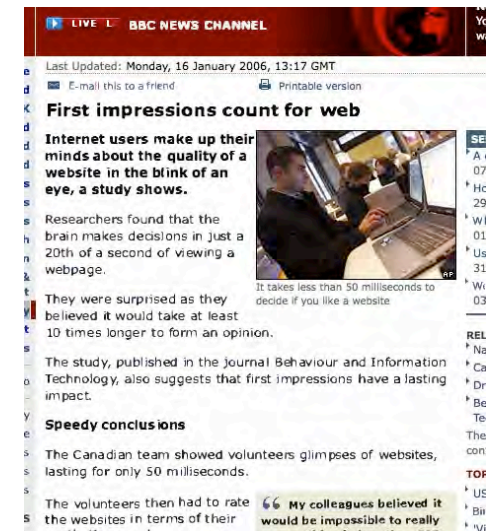 LIVE
BBC NEWS CHANNEL
Last Updated: Monday, 16 January 2006, 13:17 GMT
E-mail this to a friend
Printable version
First impressions count for web
Internet users make up their
minds about the quality of a
website in the blink of an
eye, a study shows.
Researchers found that the
brain makes decisions in just a
20th of a second of viewing a
webpage.
They were surprised as they
believed it would take at least
10 times longer to form an opinion.
AP
It takes less than 50 milliseconds to
decide if you like a website
The study, published in the journal Behaviour and Information
Technology, also suggests that first impressions have a lasting
impact.
Speedy conclusions
The Canadian team showed volunteers glimpses of websites,
lasting for only 50 milliseconds.
The volunteers then had to rate
the websites in terms of their
My colleagues believed it
would be impossible to really